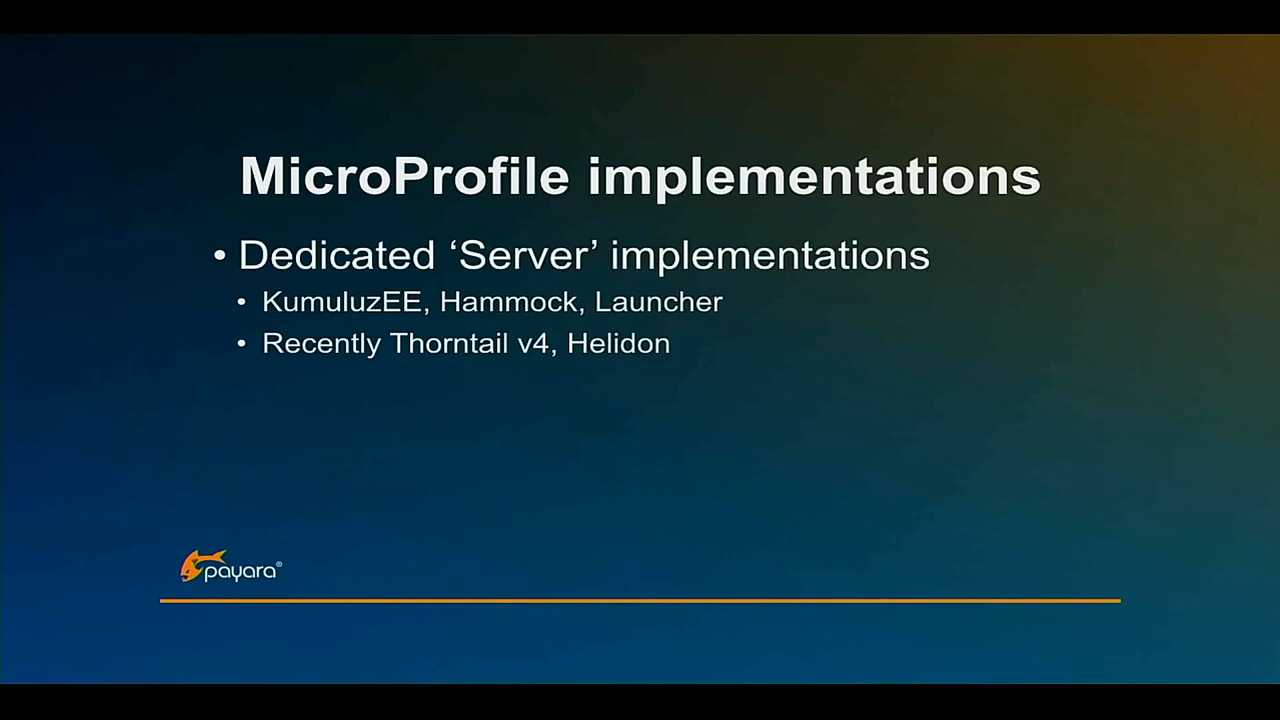 MicroProfile implementations
• Dedicated ‘Server’ implementations
• KumuluzEE, Hammock, Launcher
• Recently Thorntail v4, Helidon
payara®